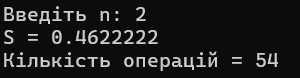 Введіть n: 2
S = 0.4622222
Кількість операцій = 54